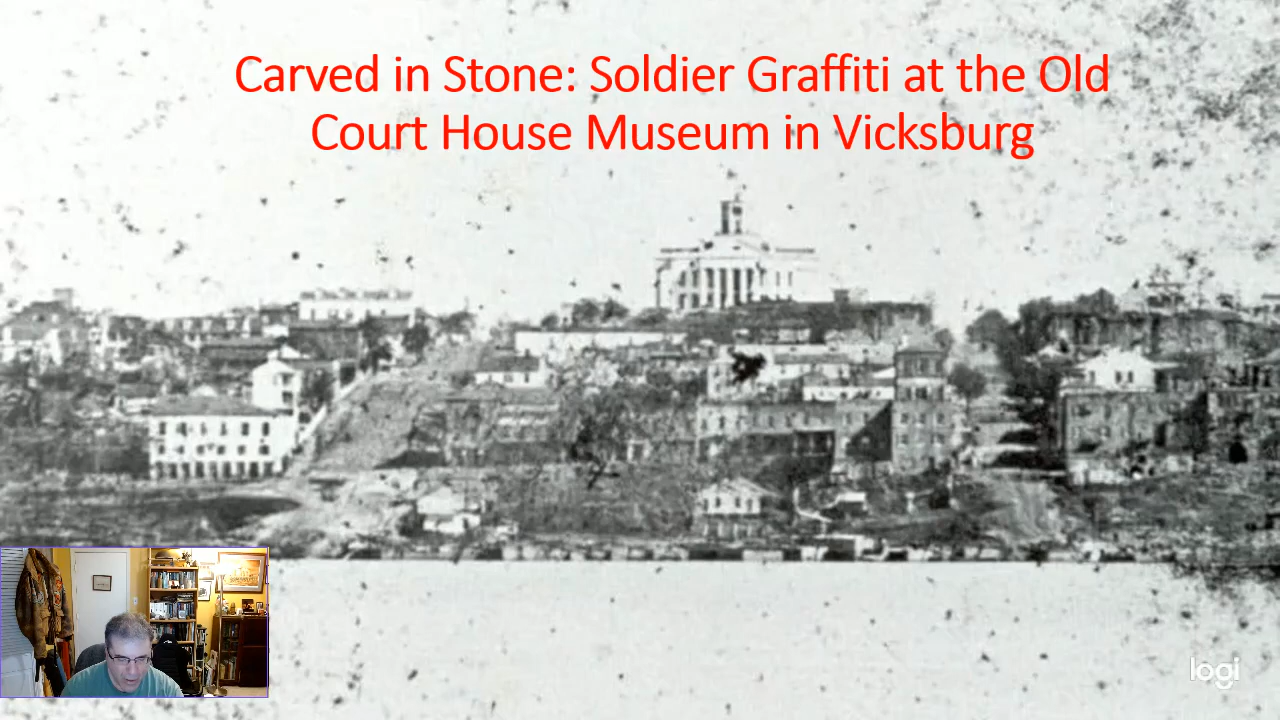 Carved in Stone: Soldier Graffiti at the Old
Court House Museum in Vicksburg
logi